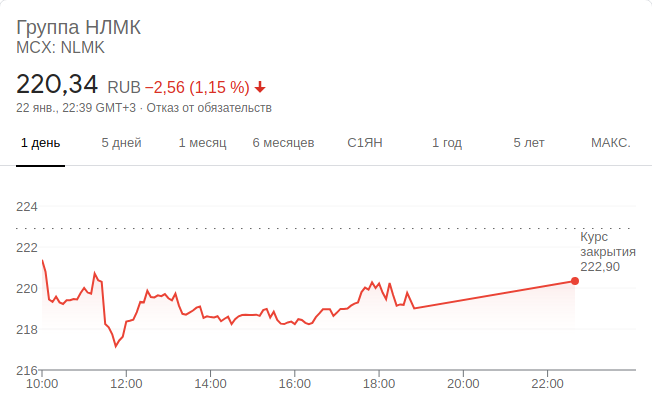 Группа НЛМК
MCX: NLMK
220,34 RUB −2,56 (1,15 %)
22 янв., 22:39 GMT+3 · Отказ от обязательств
1 день 5 дней 1 месяц 6 месяцев С1ЯН 1 год 5 лет МАКС.
224
222
220
218
216
Курс
закрытия
222,90
10:00 12:00 14:00 16:00 18:00 20:00 22:00